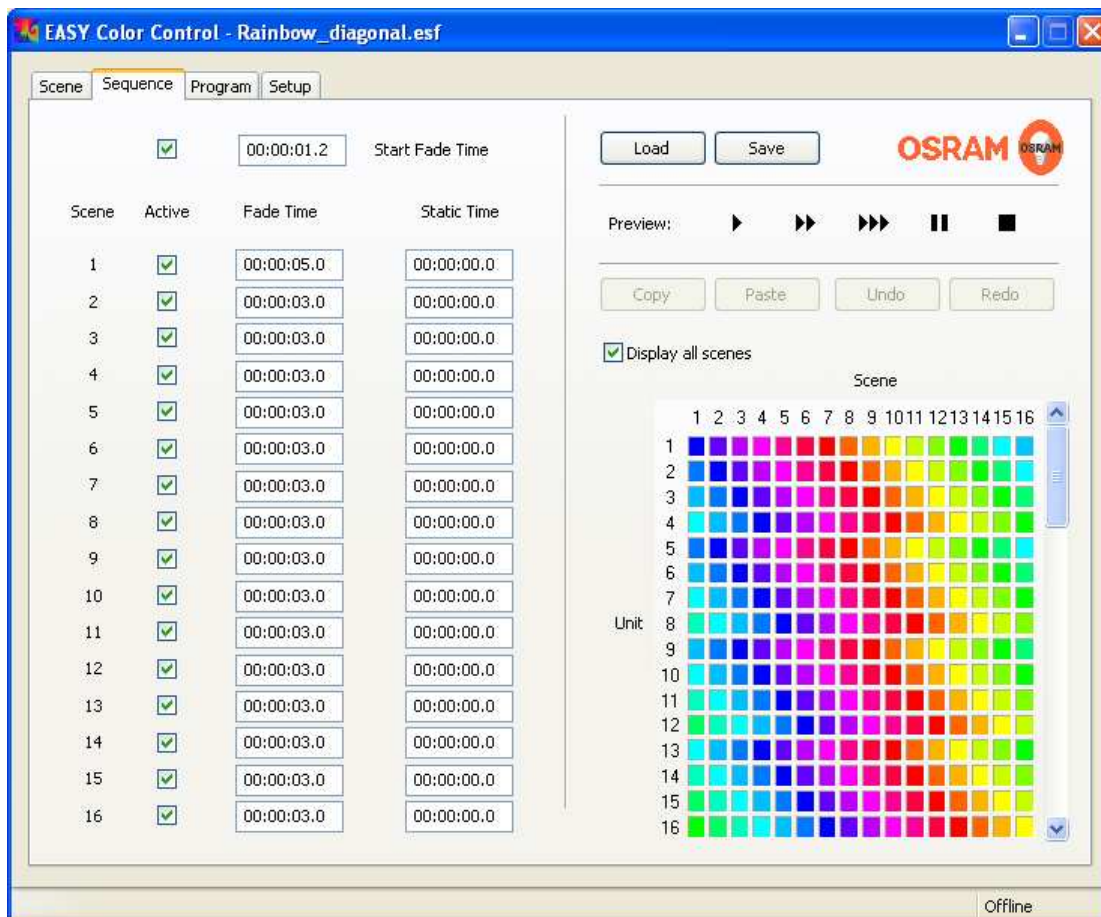 EASY Color Control - Rainbow_diagonal.esf
Scene Sequence Program Setup
00:00:01.2 Start Fade Time
Scene Active Fade Time Static Time
1 00:00:05.0 00:00:00.0
2 00:00:03.0 00:00:00.0
3 00:00:03.0 00:00:00.0
4 00:00:03.0 00:00:00.0
5 00:00:03.0 00:00:00.0
6 00:00:03.0 00:00:00.0
7 00:00:03.0 00:00:00.0
8 00:00:03.0 00:00:00.0
9 00:00:03.0 00:00:00.0
10 00:00:03.0 00:00:00.0
11 00:00:03.0 00:00:00.0
12 00:00:03.0 00:00:00.0
13 00:00:03.0 00:00:00.0
14 00:00:03.0 00:00:00.0
15 00:00:03.0 00:00:00.0
16 00:00:03.0 00:00:00.0
Load Save OSRAM OSRAM
Preview:
Copy Paste Undo Redo
Display all scenes
Scene
1 2 3 4 5 6 7 8 9 10 11 12 13 14 15 16
Unit
1
2
3
4
5
6
7
8
9
10
11
12
13
14
15
16
Offline